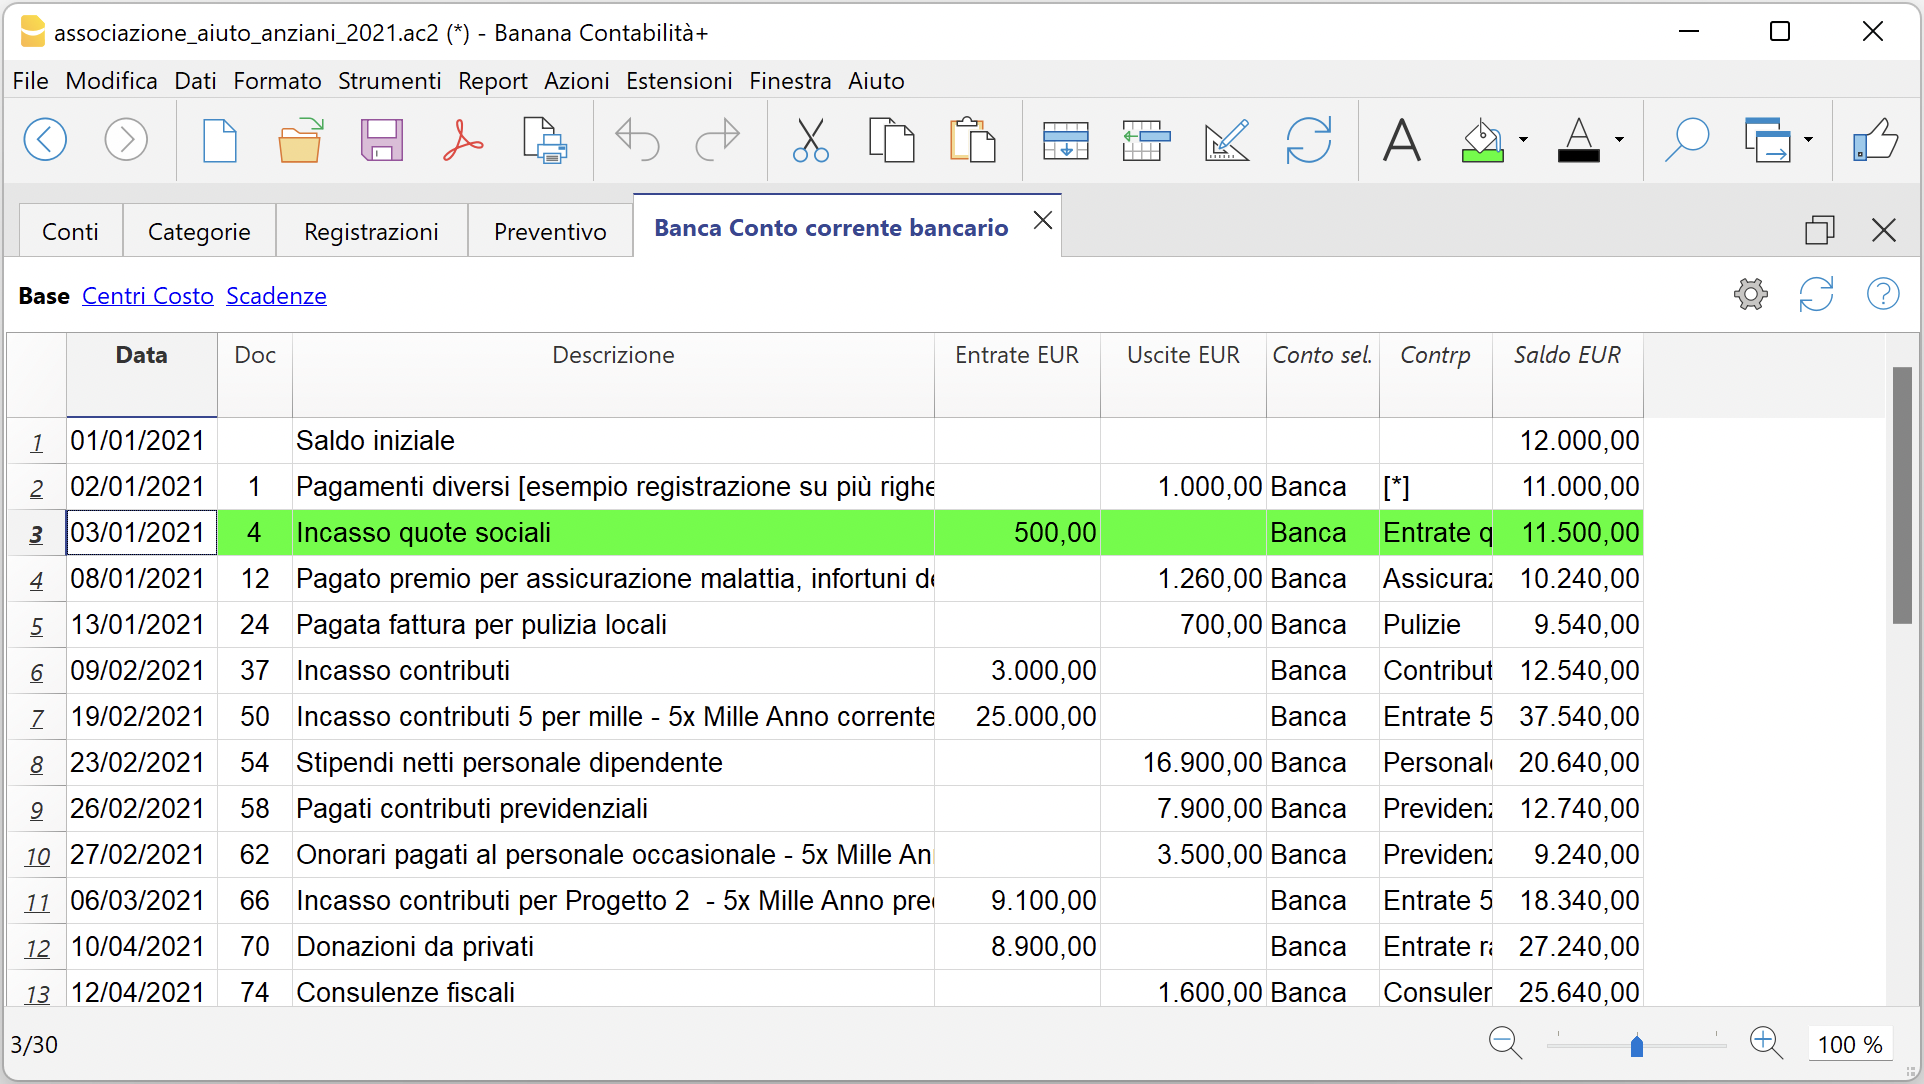 associazione_aiuto_anziani_2021.ac2 (*) - Banana Contabilità+
File Modifica Dati Formato Strumenti Report Azioni Estensioni Finestra Aiuto
Conti Categorie Registrazioni Preventivo Banca Conto corrente bancario
Base Centri Costo Scadenze
Data Doc Descrizione Entrate EUR Uscite EUR Conto sel. Contrp Saldo EUR
1 01/01/2021 Saldo iniziale 12.000,00
2 02/01/2021 1 Pagamenti diversi [esempio registrazione su più righe 1.000,00 Banca [*] 11.000,00
3 03/01/2021 4 Incasso quote sociali 500,00 Banca Entrate q 11.500,00
4 08/01/2021 12 Pagato premio per assicurazione malattia, infortuni de 1.260,00 Banca Assicuraz 10.240,00
5 13/01/2021 24 Pagata fattura per pulizia locali 700,00 Banca Pulizie 9.540,00
6 09/02/2021 37 Incasso contributi 3.000,00 Banca Contribut 12.540,00
7 19/02/2021 50 Incasso contributi 5 per mille - 5x Mille Anno corrente 25.000,00 Banca Entrate 5 37.540,00
8 23/02/2021 54 Stipendi netti personale dipendente 16.900,00 Banca Personale 20.640,00
9 26/02/2021 58 Pagati contributi previdenziali 7.900,00 Banca Previdenz 12.740,00
10 27/02/2021 62 Onorari pagati al personale occasionale - 5x Mille An 3.500,00 Banca Previdenz 9.240,00
11 06/03/2021 66 Incasso contributi per Progetto 2 - 5x Mille Anno pre 9.100,00 Banca Entrate 5 18.340,00
12 10/04/2021 70 Donazioni da privati 8.900,00 Banca Entrate ra 27.240,00
13 12/04/2021 74 Consulenze fiscali 1.600,00 Banca Consuler 25.640,00
3/30 100 %